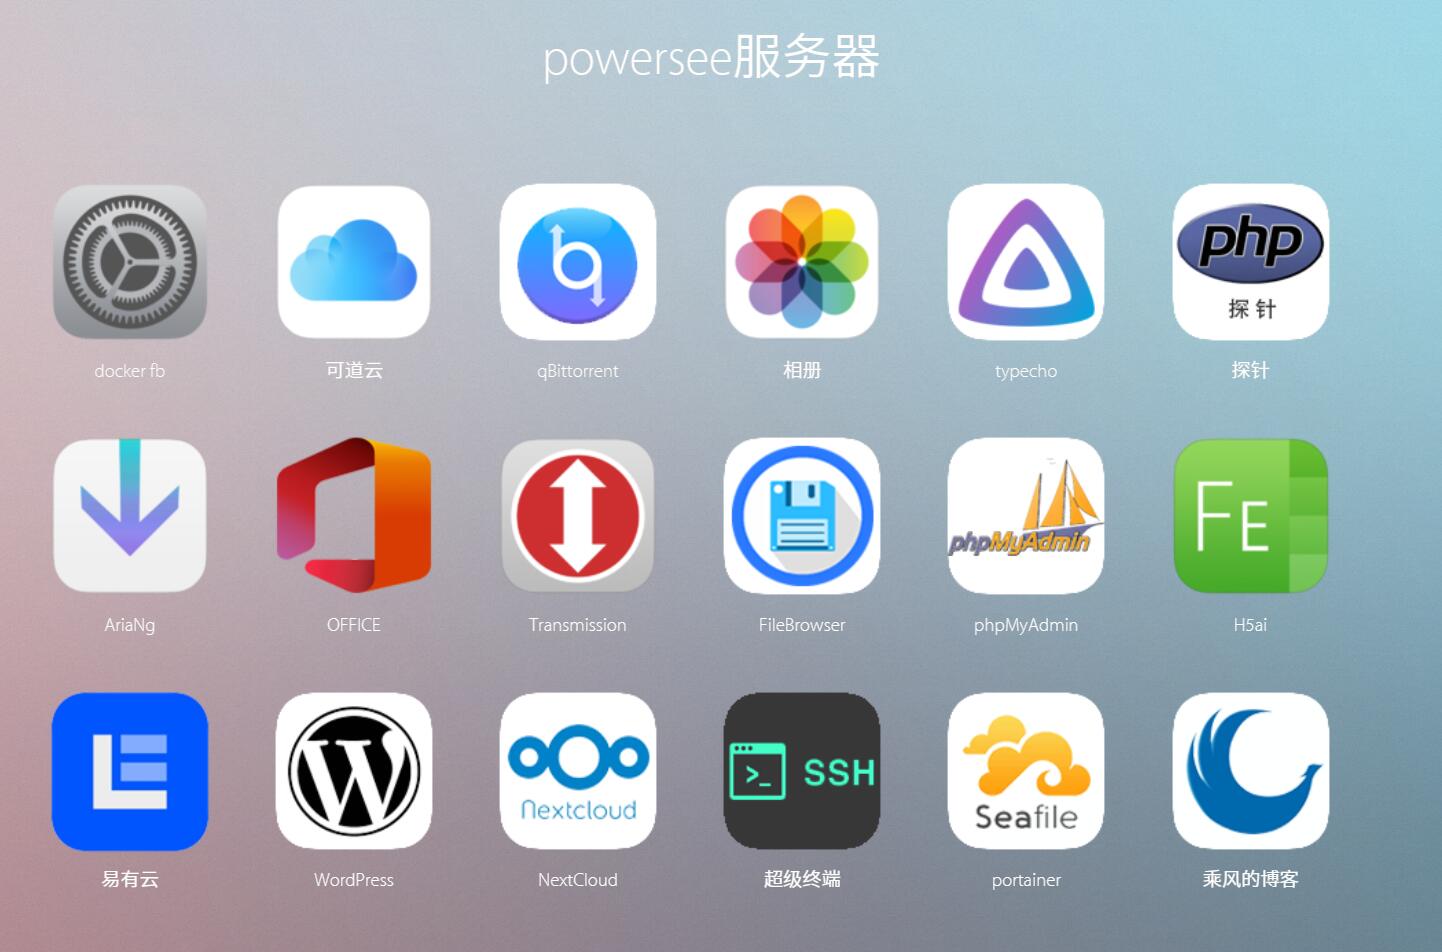 powersee服务器
php
探 针
docker fb
可道云
qBittorrent
相册
typecho
探针
phpMyAdmin
FE
AriaNg
OFFICE
Transmission
FileBrowser
phpMyAdmin
H5ai
>_ SSH
Nextcloud
Seafile
易有云
WordPress
NextCloud
超级终端
portainer
乘风的博客